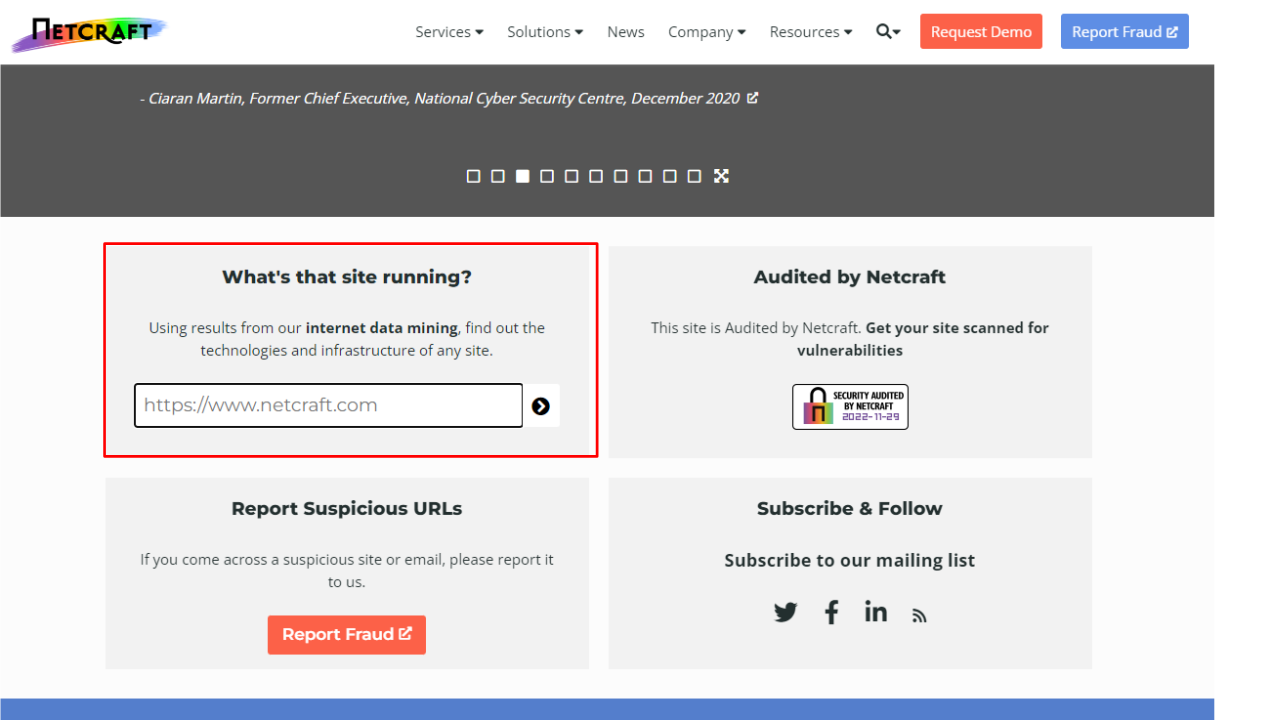 NETCRAFT
Services
Solutions
News
Company
Resources
Request Demo
Report Fraud
- Ciaran Martin, Former Chief Executive, National Cyber Security Centre, December 2020
What's that site running?
Using results from our internet data mining, find out the
technologies and infrastructure of any site.
https://www.netcraft.com
Audited by Netcraft
This site is Audited by Netcraft. Get your site scanned for
vulnerabilities
SECURITY AUDITED
BY NETCRAFT
2022-11-29
Report Suspicious URLs
If you come across a suspicious site or email, please report it
to us.
Report Fraud
Subscribe & Follow
Subscribe to our mailing list